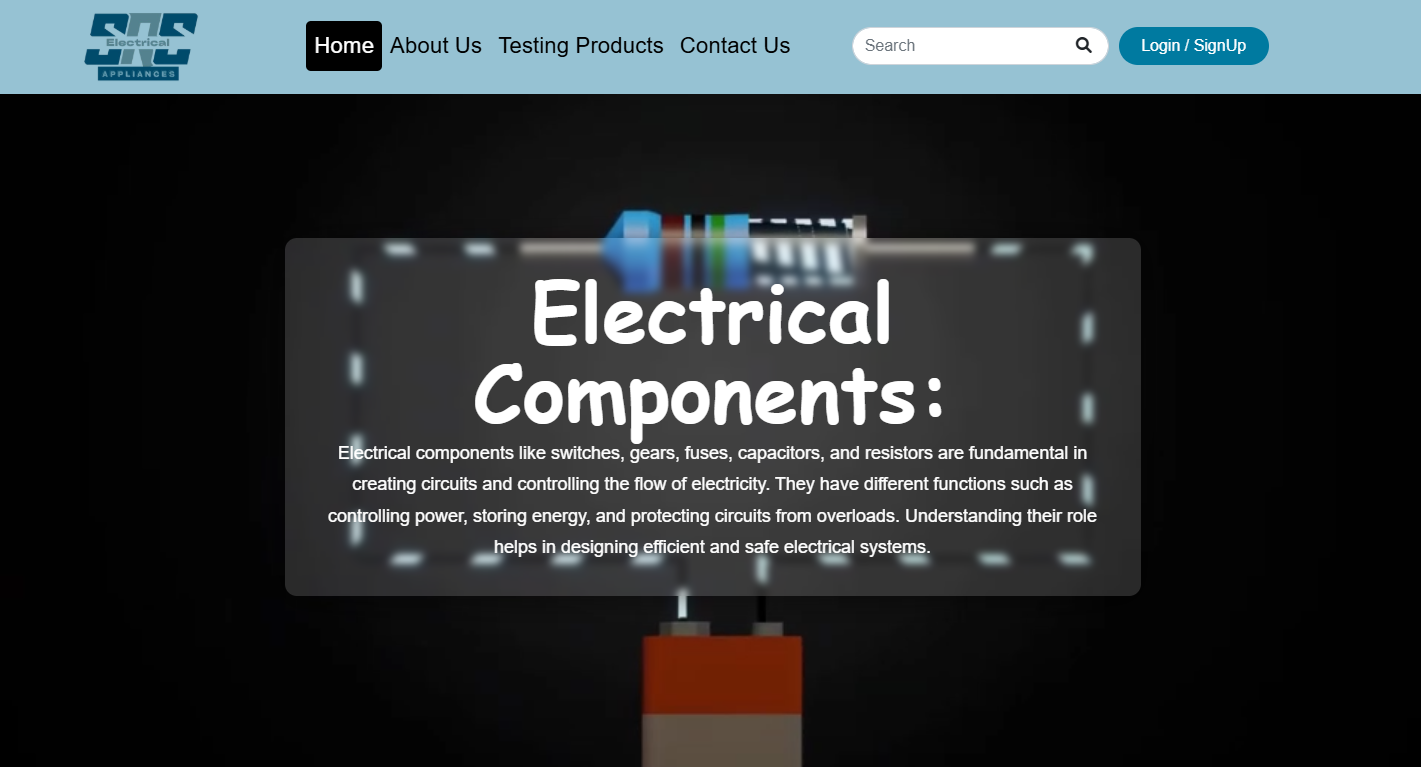 SRS
Electrical
APPLIANCES
Home About Us Testing Products Contact Us
Search
Login / SignUp
Electrical
Components:
Electrical components like switches, gears, fuses, capacitors, and resistors are fundamental in
creating circuits and controlling the flow of electricity. They have different functions such as
controlling power, storing energy, and protecting circuits from overloads. Understanding their role
helps in designing efficient and safe electrical systems.